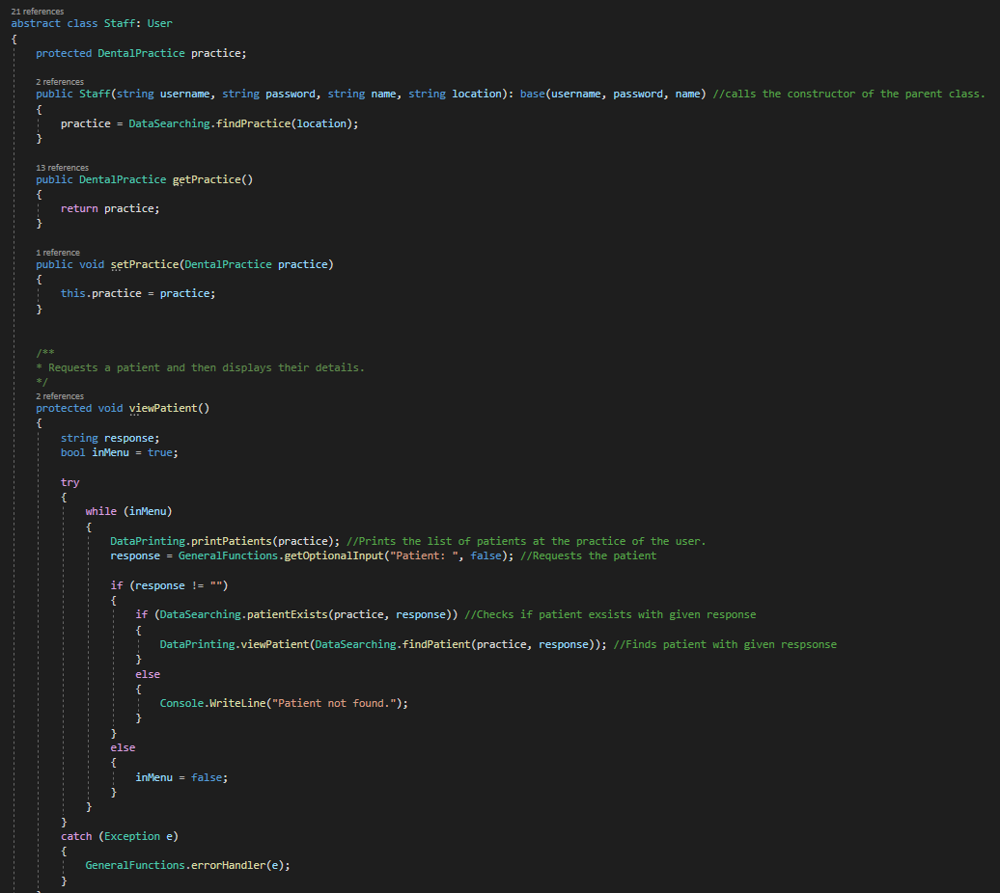 21 references
abstract class Staff: User
{
protected DentalPractice practice;
2 references
public Staff(string username, string password, string name, string location): base(username, password, name) //calls the constructor of the parent class.
{
practice = DataSearching.findPractice(location);
}
13 references
public DentalPractice getPractice()
{
return practice;
}
1 reference
public void setPractice(DentalPractice practice)
{
this.practice = practice;
}
/**
* Requests a patient and then displays their details.
*/
2 references
protected void viewPatient()
{
string response;
bool inMenu = true;
try
{
while (inMenu)
{
DataPrinting.printPatients(practice); //Prints the list of patients at the practice of the user.
response = GeneralFunctions.getOptionalInput("Patient: ", false); //Requests the patient
if (response != "")
{
if (DataSearching.patientExists(practice, response)) //Checks if patient exsists with given response
{
DataPrinting.viewPatient(DataSearching.findPatient(practice, response)); //Finds patient with given respsonse
}
else
{
Console.WriteLine("Patient not found.");
}
}
else
{
inMenu = false;
}
}
}
catch (Exception e)
{
GeneralFunctions.errorHandler(e);
}